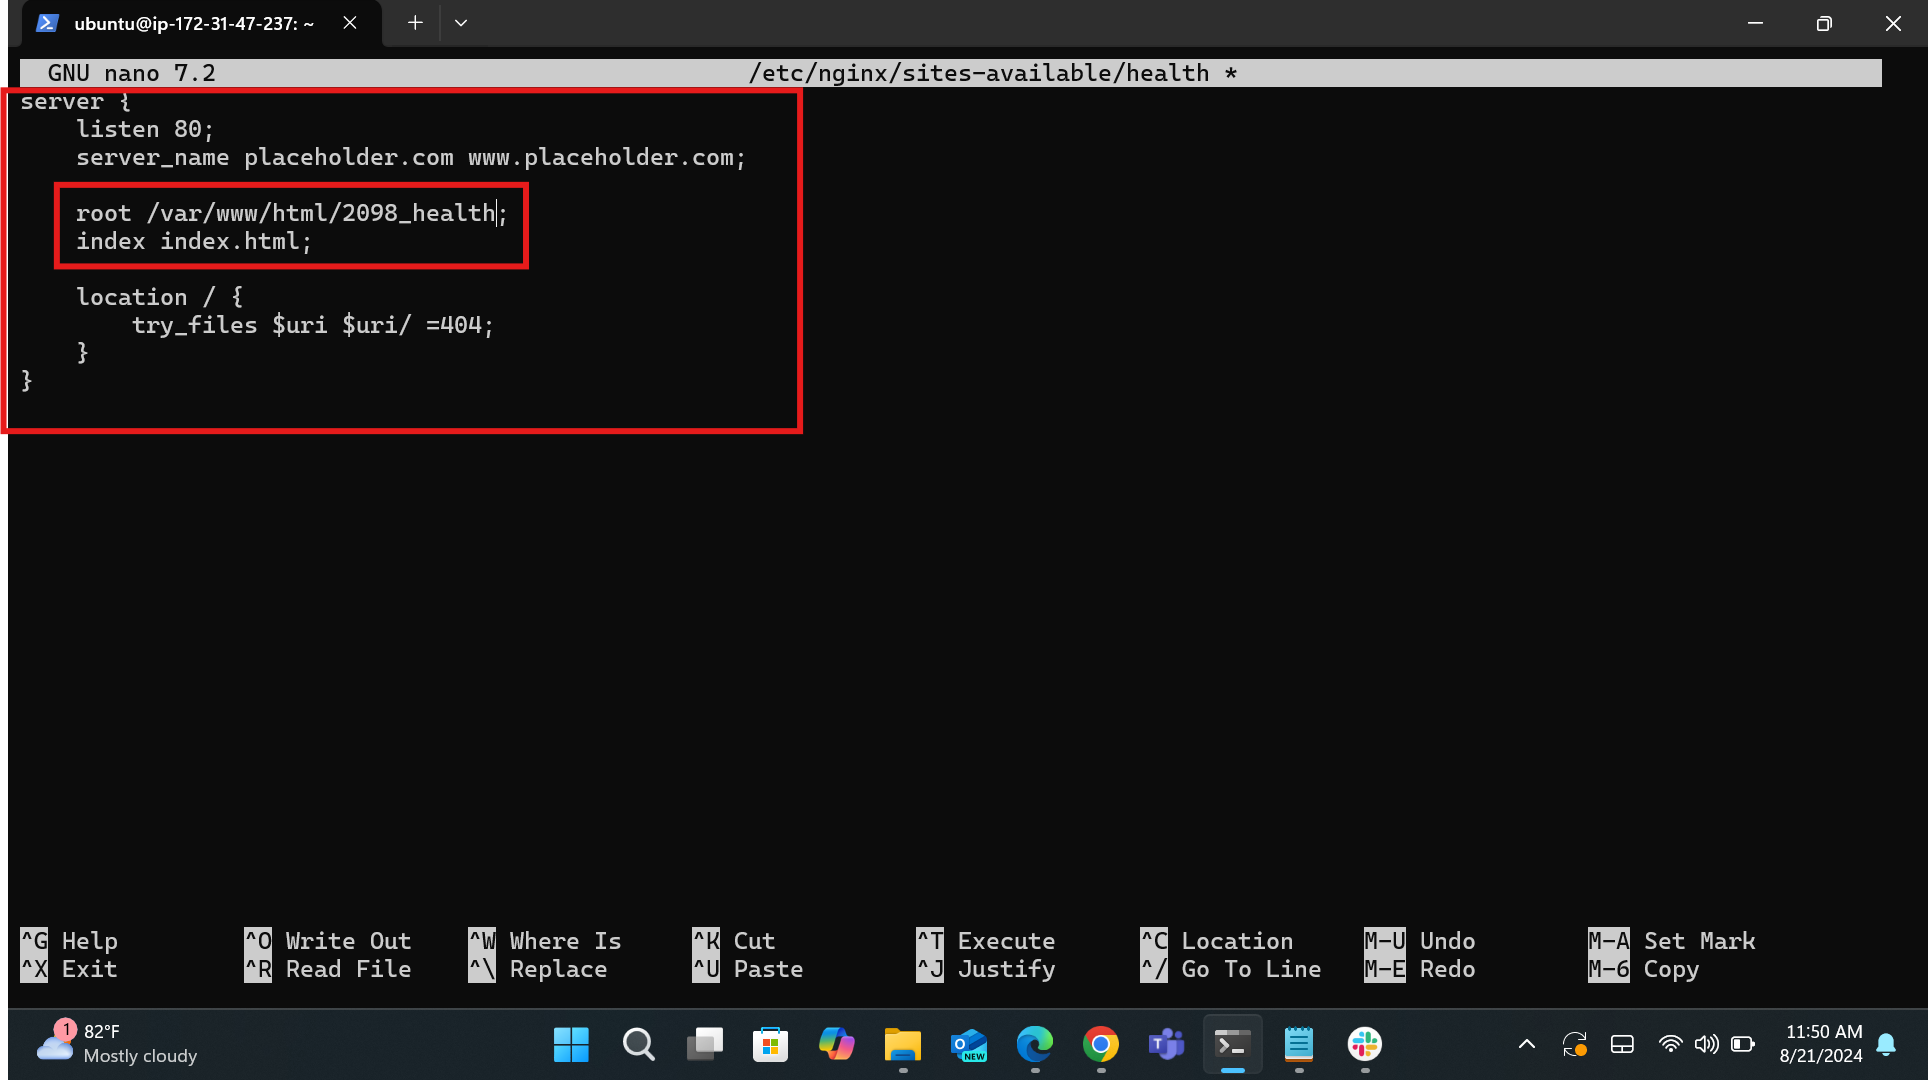 ubuntu@ip-172-31-47-237: ~
GNU nano 7.2 /etc/nginx/sites-available/health *
server {
listen 80;
server_name placeholder.com www.placeholder.com;
root /var/www/html/2098_health;
index index.html;
location / {
try_files $uri $uri/ =404;
}
}
^G Help ^O Write Out ^W Where Is ^K Cut ^T Execute ^C Location M-U Undo M-A Set Mark
^X Exit ^R Read File ^\ Replace ^U Paste ^J Justify ^/ Go To Line M-E Redo M-6 Copy
1
82°F
Mostly cloudy
O NEW
T
11:50 AM
8/21/2024